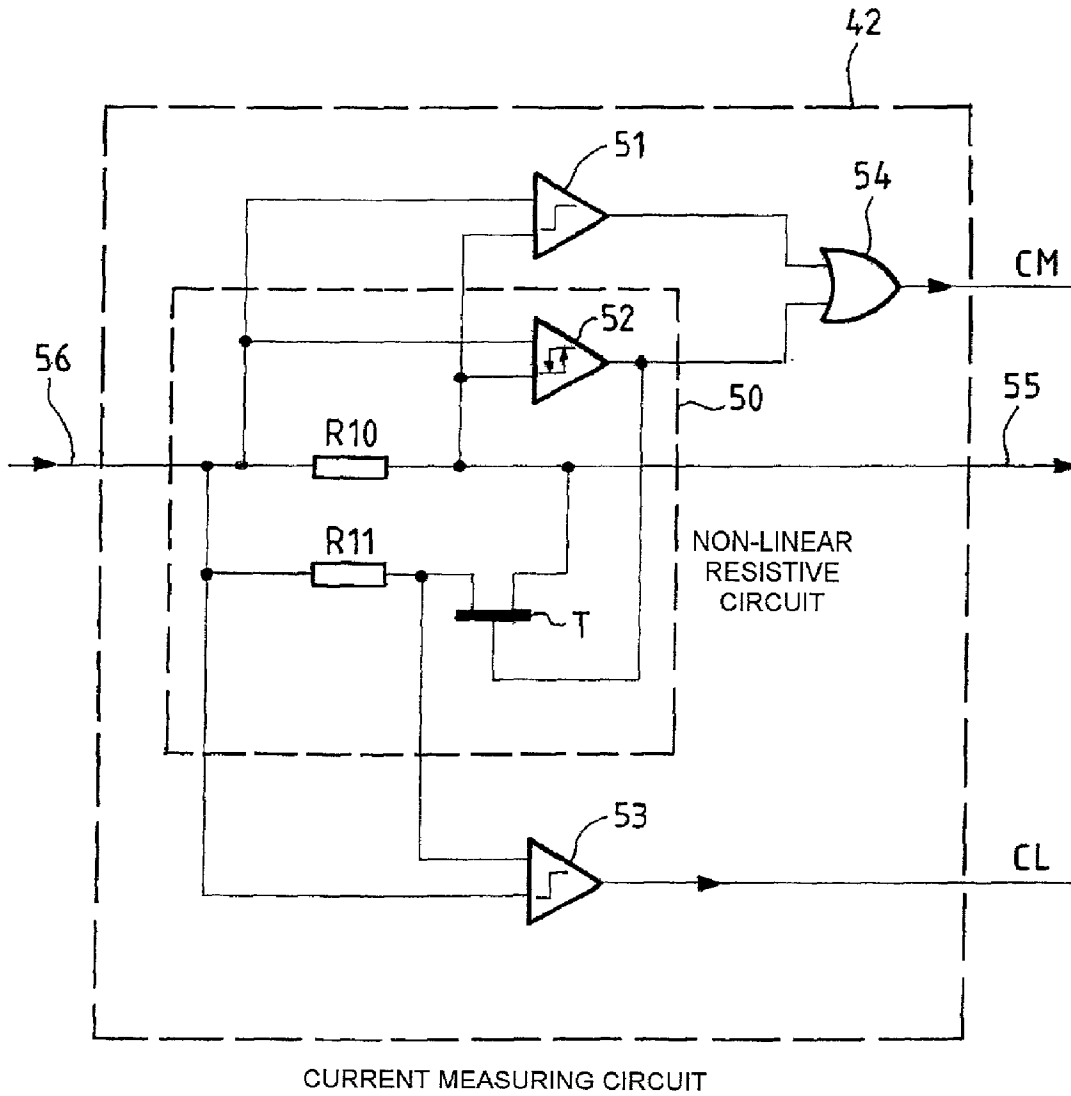 42
51
54
CM
52
56
50
55
R10
R11
NON-LINEAR
RESISTIVE
CIRCUIT
T
53
CL
CURRENT MEASURING CIRCUIT